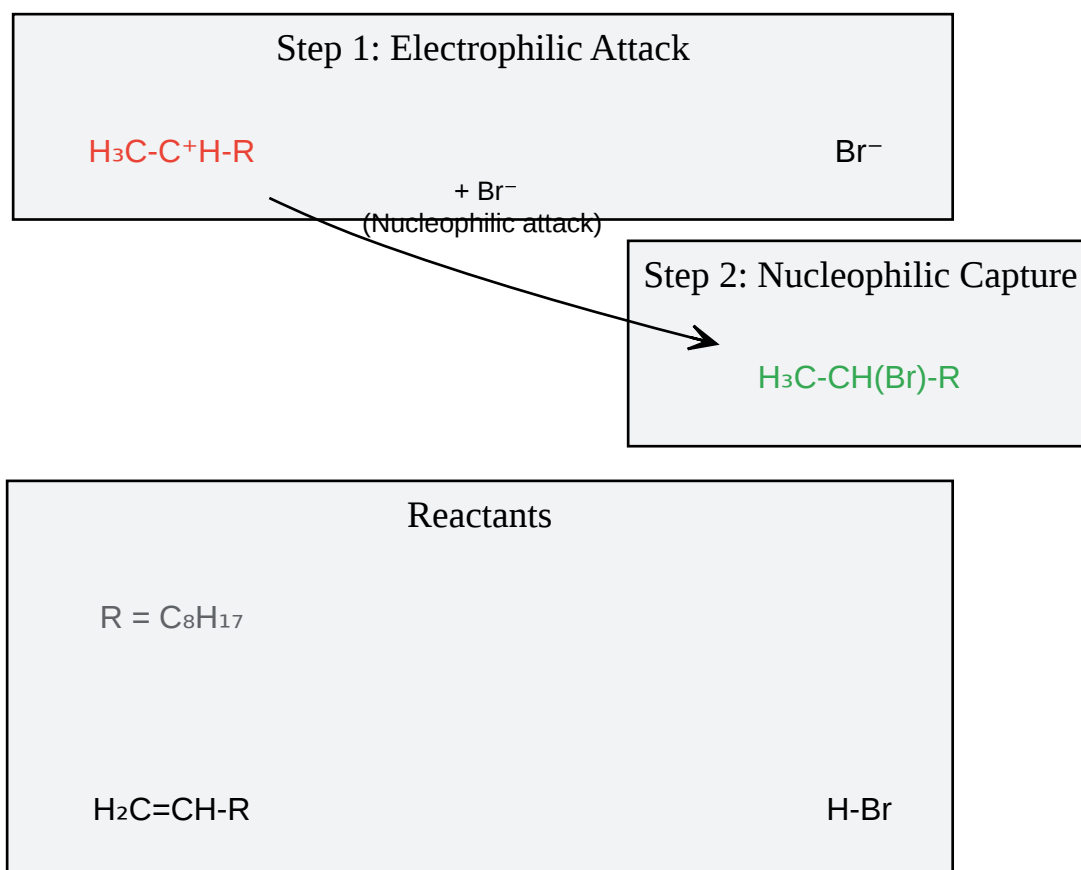 Step 1: Electrophilic Attack
H₃C-C⁺H-R
Br⁻
+ Br⁻
(Nucleophilic attack)
Step 2: Nucleophilic Capture
H₃C-CH(Br)-R
Reactants
R = C₈H₁₇
H₂C=CH-R
H-Br